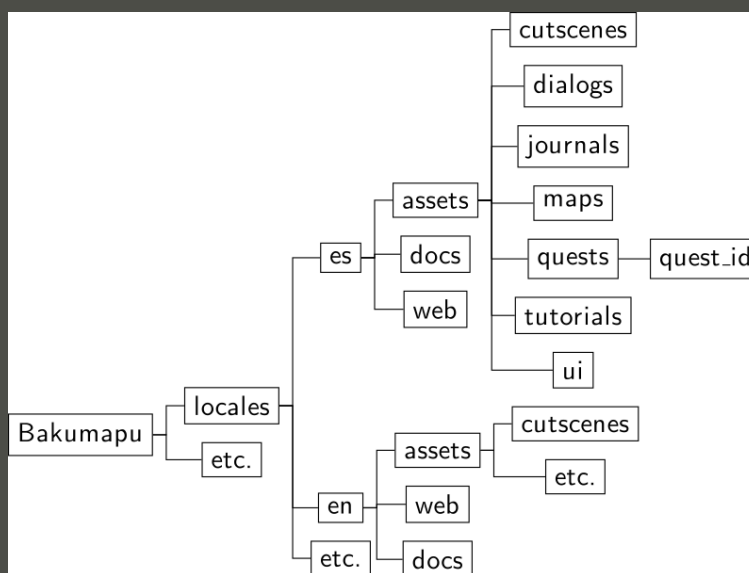 cutscenes
dialogs
journals
assets
maps
es
docs
quests
quest_id
web
tutorials
ui
Bakumapu
locales
etc.
assets
cutscenes
etc.
en
web
etc.
docs